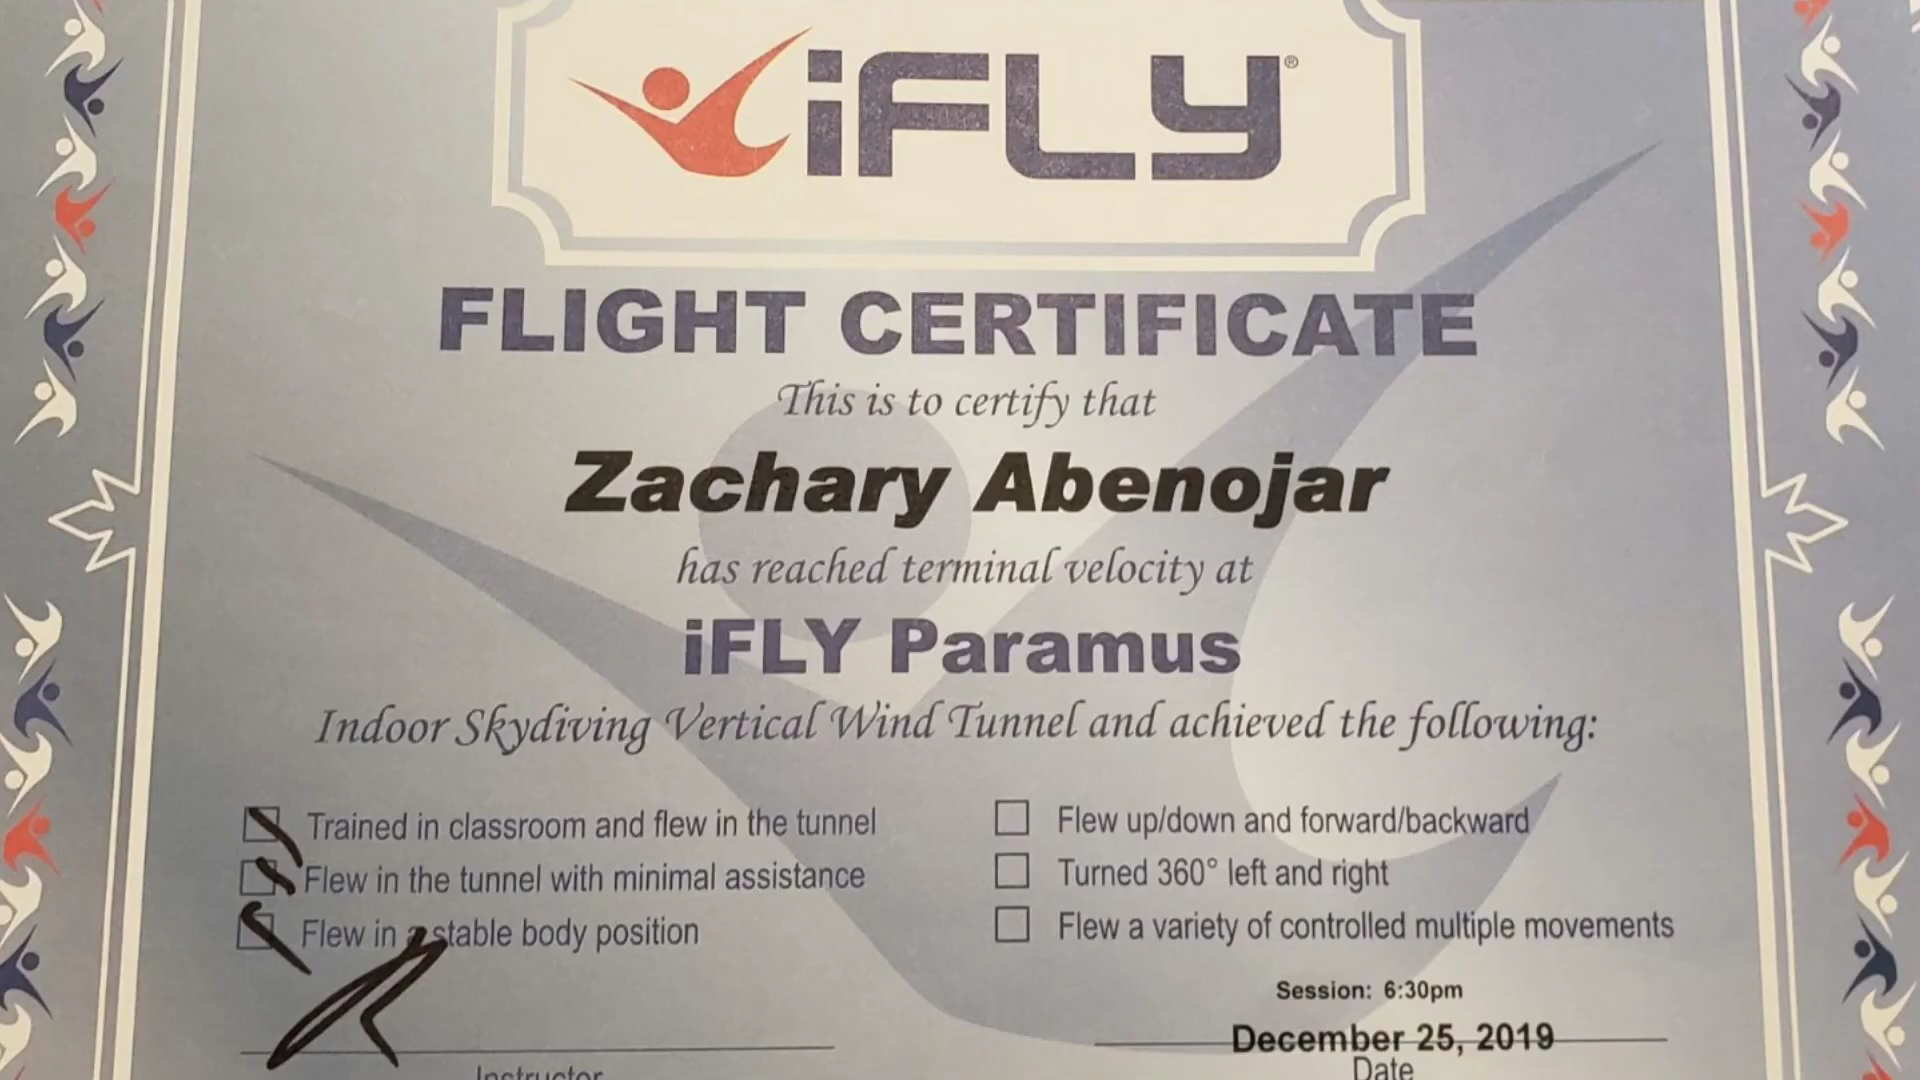 iFLY®
FLIGHT CERTIFICATE
This is to certify that
Zachary Abenojar
has reached terminal velocity at
iFLY Paramus
Indoor Skydiving Vertical Wind Tunnel and achieved the following:
Trained in classroom and flew in the tunnel
Flew in the tunnel with minimal assistance
Flew in a stable body position
Flew up/down and forward/backward
Turned 360° left and right
Flew a variety of controlled multiple movements
Session: 6:30pm
December 25, 2019
Instructor
Date